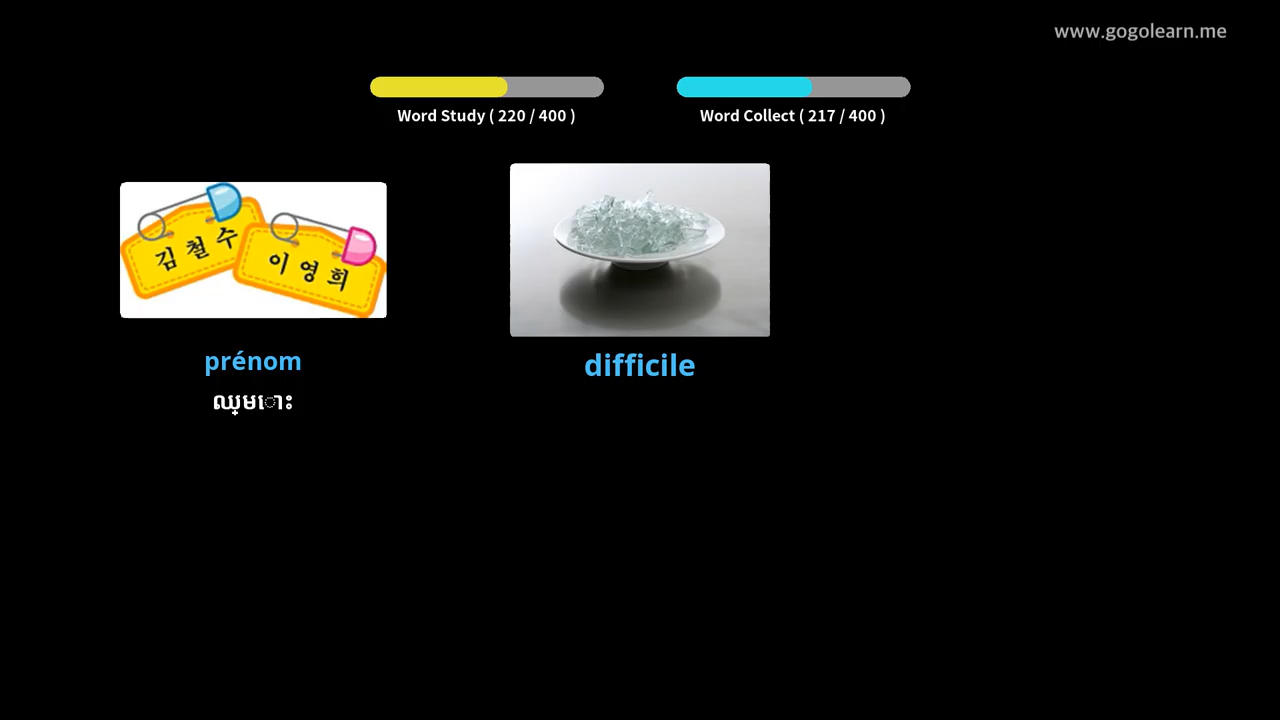 www.gogolearn.me
Word Study ( 220 / 400 )
Word Collect ( 217 / 400 )
김철수
이영희
prénom
ឈ្មោះ
difficile